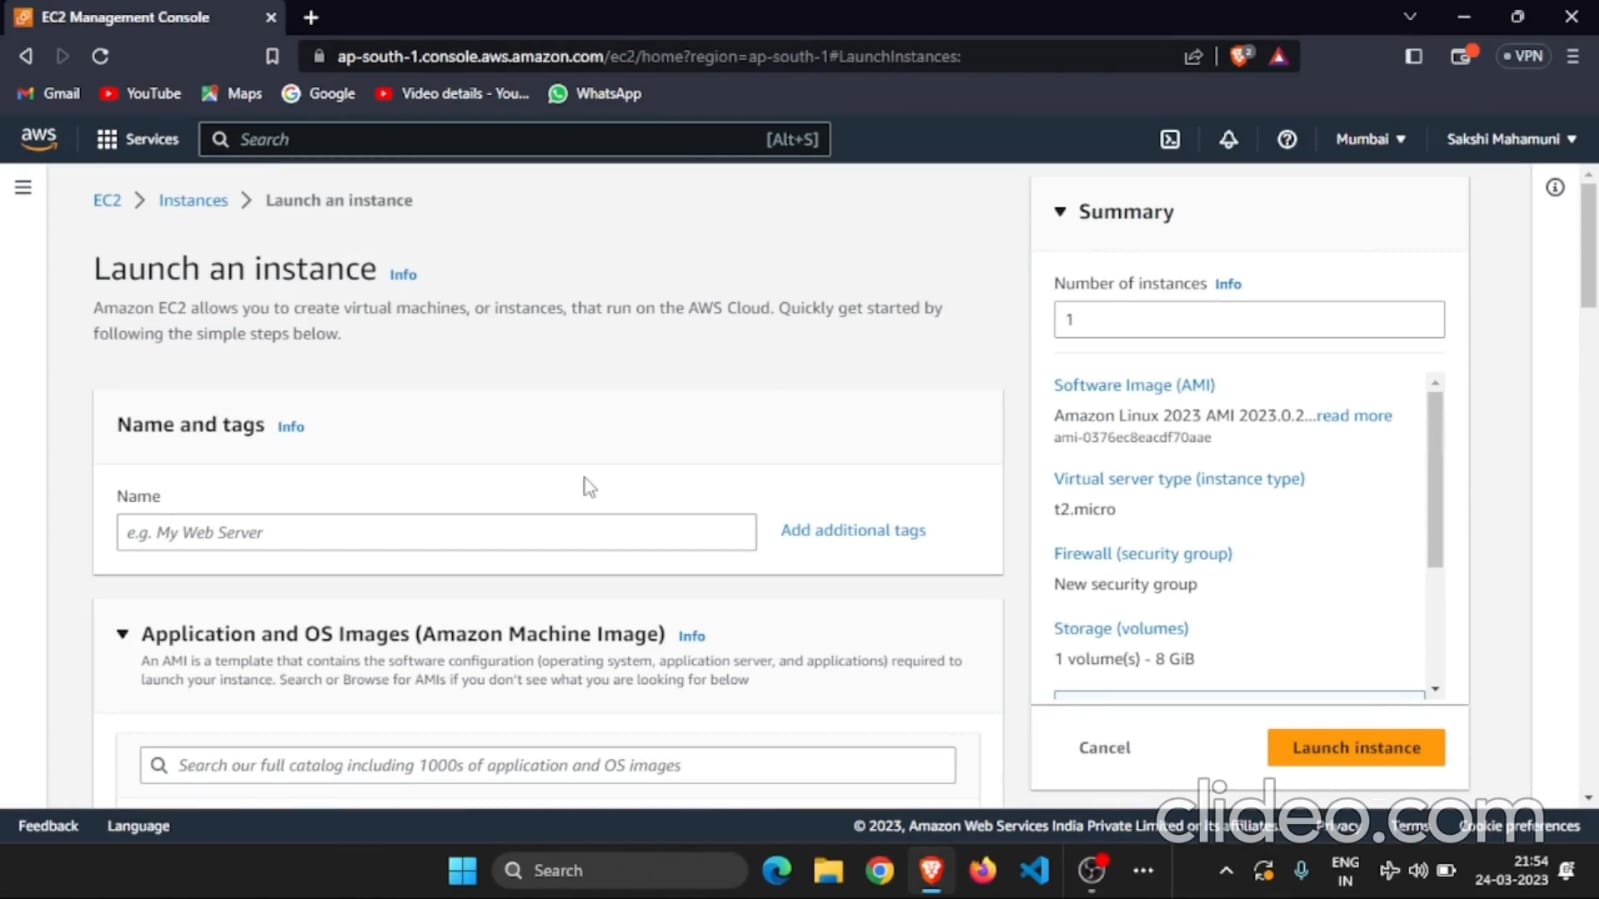 EC2 Management Console
ap-south-1.console.aws.amazon.com/ec2/home?region=ap-south-1#LaunchInstances:
2
VPN
Gmail YouTube Maps Google Video details - You... WhatsApp
aws Services Search [Alt+S] Mumbai Sakshi Mahamuni
EC2 Instances Launch an instance
Launch an instance Info
Amazon EC2 allows you to create virtual machines, or instances, that run on the AWS Cloud. Quickly get started by
following the simple steps below.
Name and tags Info
Name
e.g. My Web Server
Add additional tags
Application and OS Images (Amazon Machine Image) Info
An AMI is a template that contains the software configuration (operating system, application server, and applications) required to
launch your instance. Search or Browse for AMIs if you don't see what you are looking for below
Search our full catalog including 1000s of application and OS images
Summary
Number of instances Info
1
Software Image (AMI)
Amazon Linux 2023 AMI 2023.0.2...read more
ami-0376ec8eacdf70aae
Virtual server type (instance type)
t2.micro
Firewall (security group)
New security group
Storage (volumes)
1 volume(s) - 8 GiB
Cancel
Launch instance
clideo.com
Feedback Language © 2023, Amazon Web Services India Private Limited or its affiliates. Privacy Terms Cookie preferences
Search
ENG
IN
21:54
24-03-2023